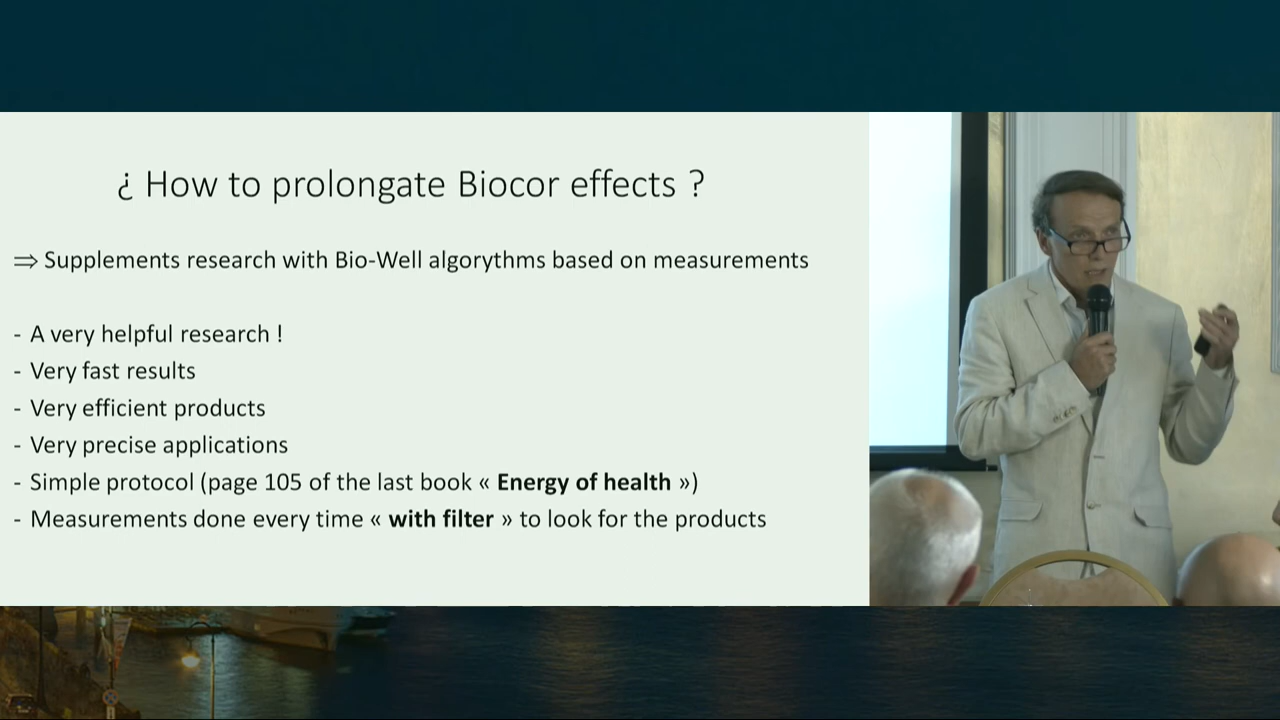 ¿ How to prolongate Biocor effects ?
⇒ Supplements research with Bio-Well algorythms based on measurements
- A very helpful research !
- Very fast results
- Very efficient products
- Very precise applications
- Simple protocol (page 105 of the last book « Energy of health »)
- Measurements done every time « with filter » to look for the products